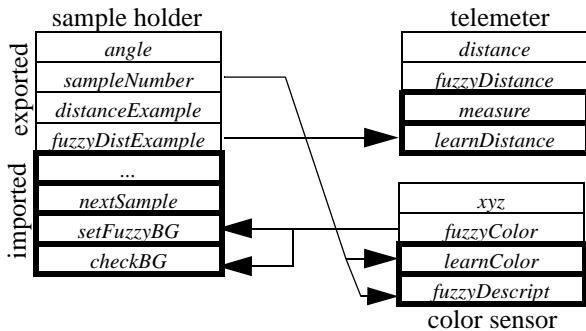 sample holder
exported
angle
sampleNumber
distanceExample
fuzzyDistExample
imported
...
nextSample
setFuzzyBG
checkBG
telemeter
distance
fuzzyDistance
measure
learnDistance
xyz
fuzzyColor
learnColor
fuzzyDescript
color sensor